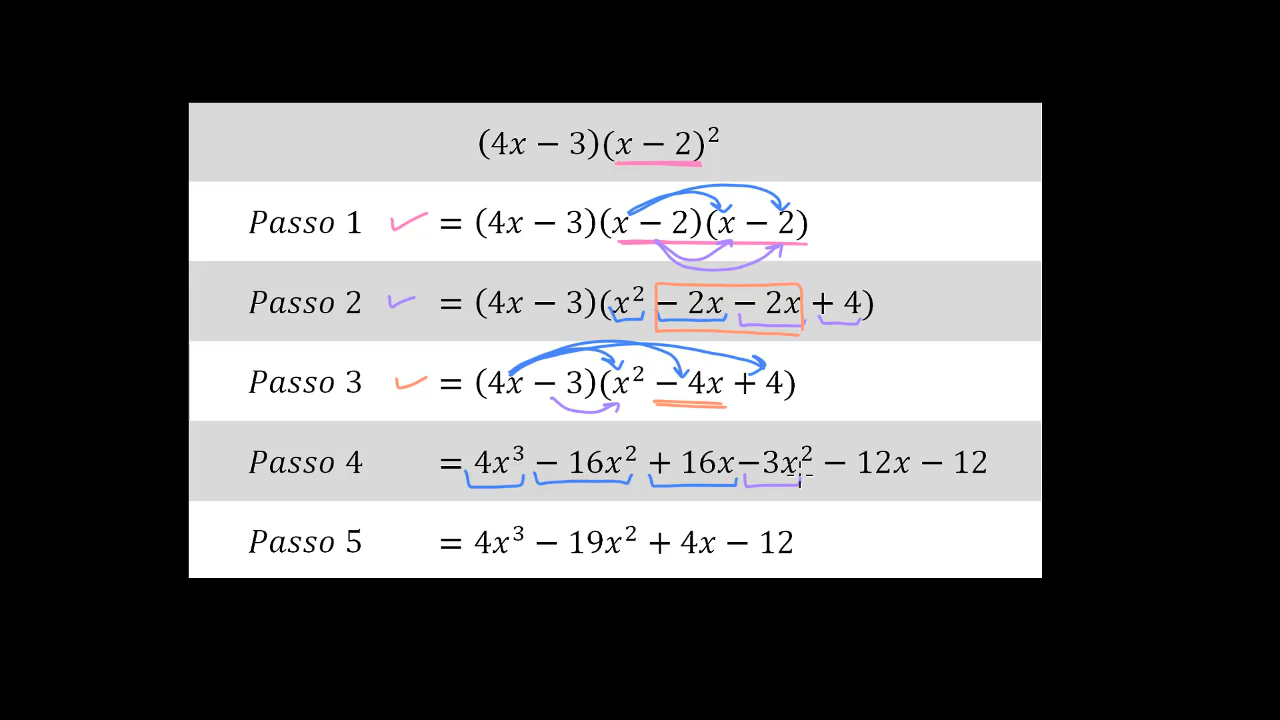 (4x − 3)(x − 2)²
Passo 1 = (4x − 3)(x − 2)(x − 2)
Passo 2 = (4x − 3)(x² − 2x − 2x + 4)
Passo 3 = (4x − 3)(x² − 4x + 4)
Passo 4 = 4x³ − 16x² + 16x −3x² − 12x − 12
Passo 5 = 4x³ − 19x² + 4x − 12